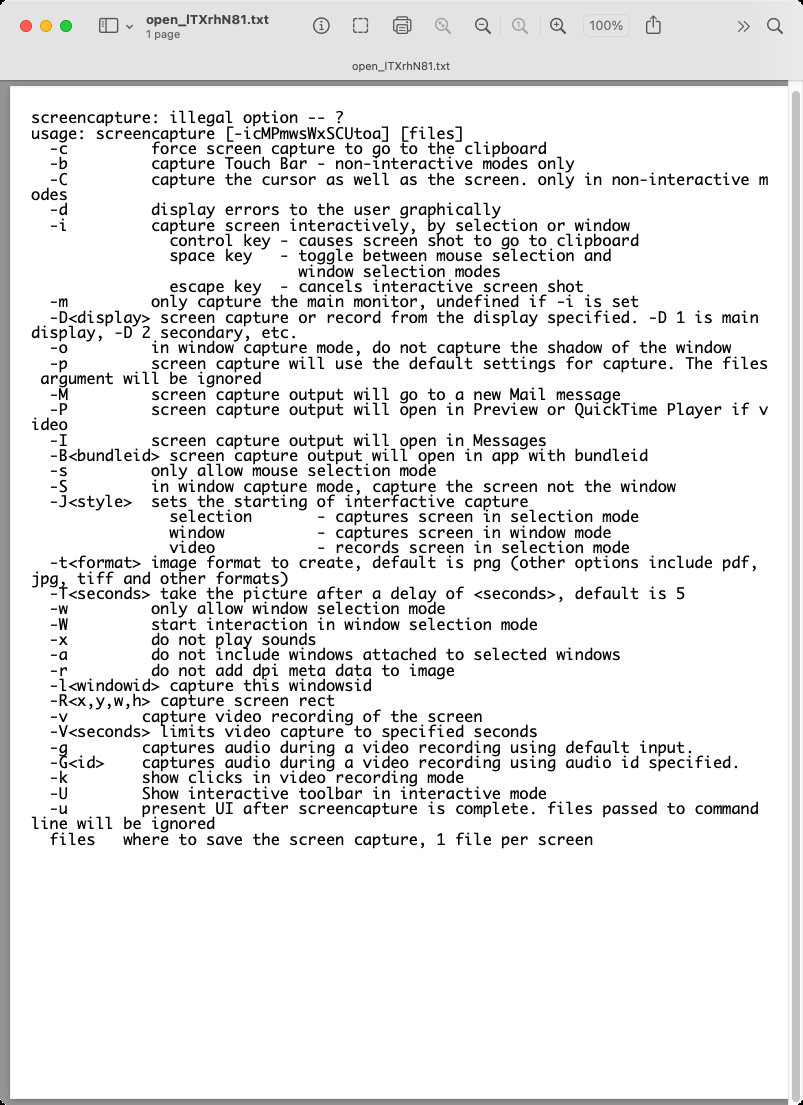 open_lTXrhN81.txt
1 page
100%
open_lTXrhN81.txt
screencapture: illegal option -- ?
usage: screencapture [-icMPmwsWxSCUtoa] [files]
  -c         force screen capture to go to the clipboard
  -b         capture Touch Bar - non-interactive modes only
  -C         capture the cursor as well as the screen. only in non-interactive m
odes
  -d         display errors to the user graphically
  -i         capture screen interactively, by selection or window
               control key - causes screen shot to go to clipboard
               space key   - toggle between mouse selection and
                             window selection modes
               escape key  - cancels interactive screen shot
  -m         only capture the main monitor, undefined if -i is set
  -D<display> screen capture or record from the display specified. -D 1 is main
display, -D 2 secondary, etc.
  -o         in window capture mode, do not capture the shadow of the window
  -p         screen capture will use the default settings for capture. The files
 argument will be ignored
  -M         screen capture output will go to a new Mail message
  -P         screen capture output will open in Preview or QuickTime Player if v
ideo
  -I         screen capture output will open in Messages
  -B<bundleid> screen capture output will open in app with bundleid
  -s         only allow mouse selection mode
  -S         in window capture mode, capture the screen not the window
  -J<style>  sets the starting of interfactive capture
               selection       - captures screen in selection mode
               window          - captures screen in window mode
               video           - records screen in selection mode
  -t<format> image format to create, default is png (other options include pdf,
jpg, tiff and other formats)
  -T<seconds> take the picture after a delay of <seconds>, default is 5
  -w         only allow window selection mode
  -W         start interaction in window selection mode
  -x         do not play sounds
  -a         do not include windows attached to selected windows
  -r         do not add dpi meta data to image
  -l<windowid> capture this windowsid
  -R<x,y,w,h> capture screen rect
  -v        capture video recording of the screen
  -V<seconds> limits video capture to specified seconds
  -g        captures audio during a video recording using default input.
  -G<id>    captures audio during a video recording using audio id specified.
  -k        show clicks in video recording mode
  -U        Show interactive toolbar in interactive mode
  -u        present UI after screencapture is complete. files passed to command
line will be ignored
  files   where to save the screen capture, 1 file per screen